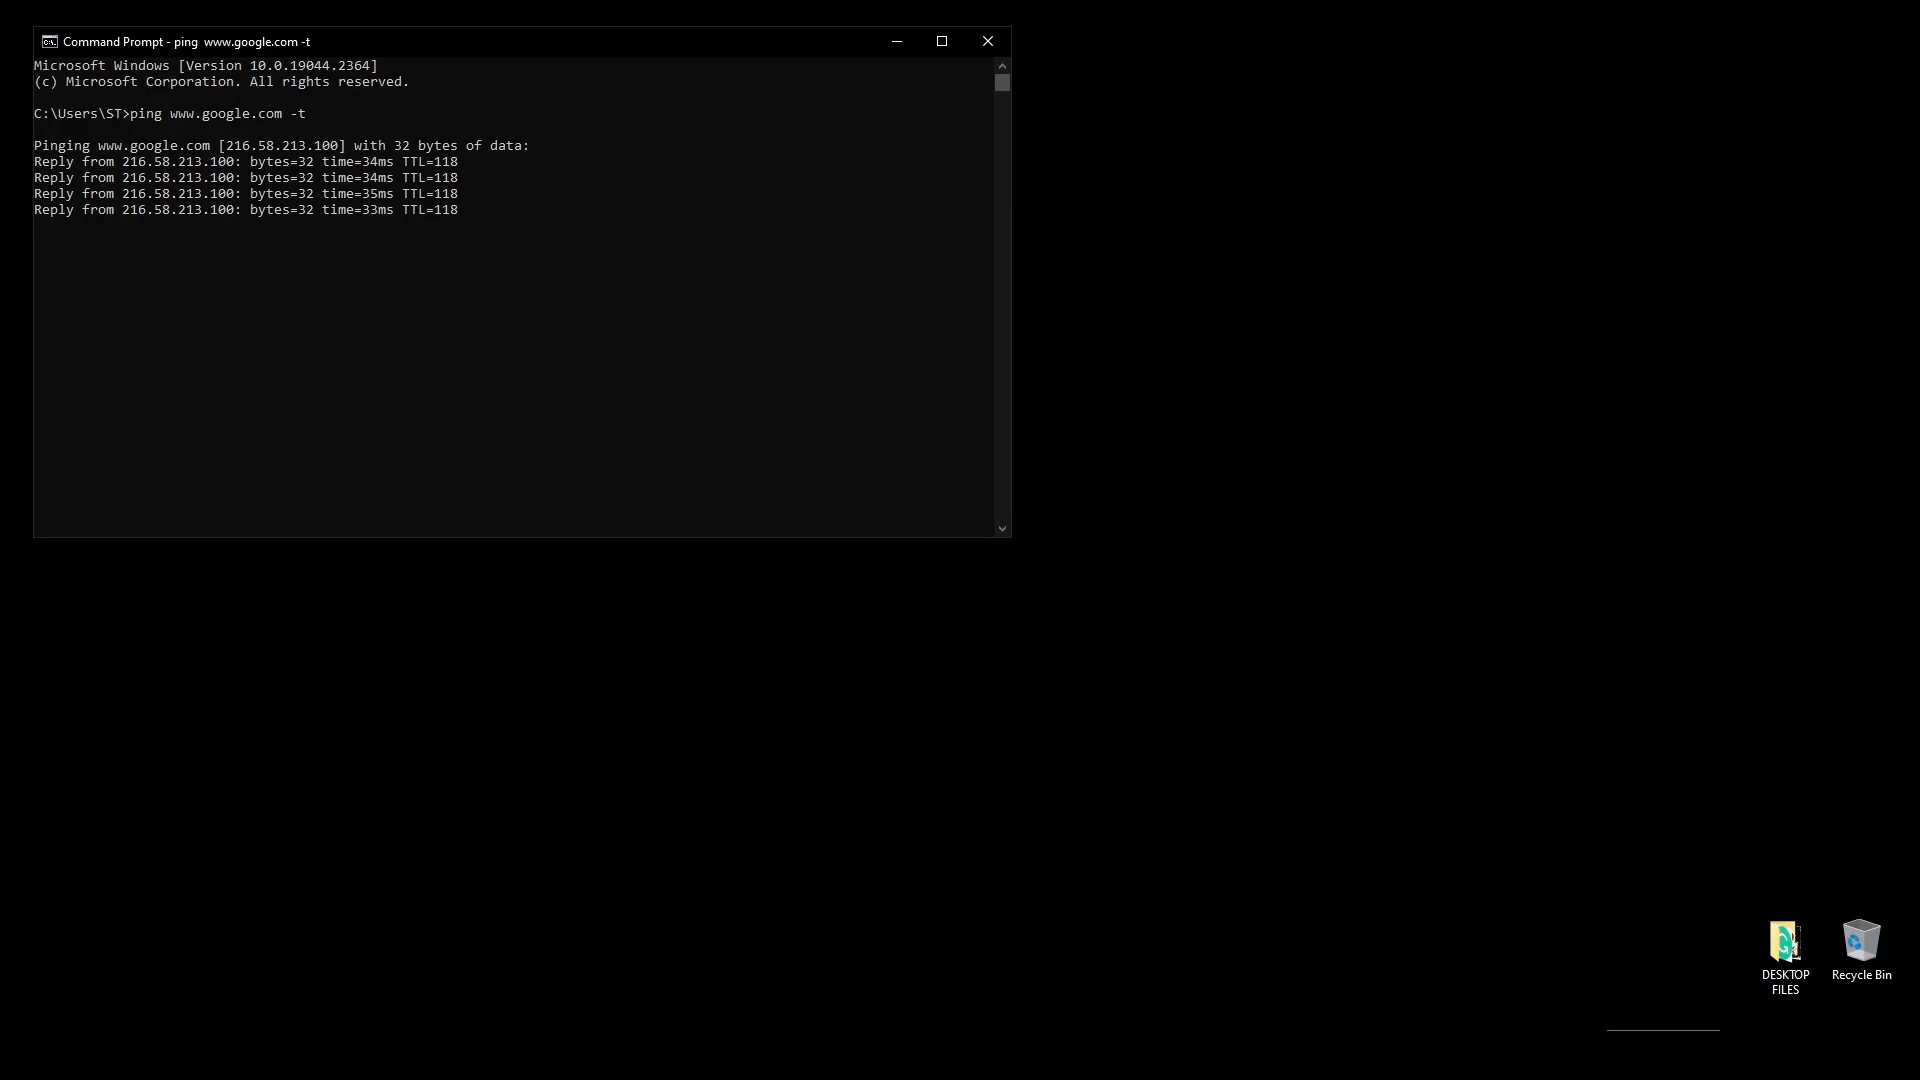 Command Prompt - ping  www.google.com -t
Microsoft Windows [Version 10.0.19044.2364]
(c) Microsoft Corporation. All rights reserved.
C:\Users\ST>ping www.google.com -t
Pinging www.google.com [216.58.213.100] with 32 bytes of data:
Reply from 216.58.213.100: bytes=32 time=34ms TTL=118
Reply from 216.58.213.100: bytes=32 time=34ms TTL=118
Reply from 216.58.213.100: bytes=32 time=35ms TTL=118
Reply from 216.58.213.100: bytes=32 time=33ms TTL=118
DESKTOP
FILES
Recycle Bin